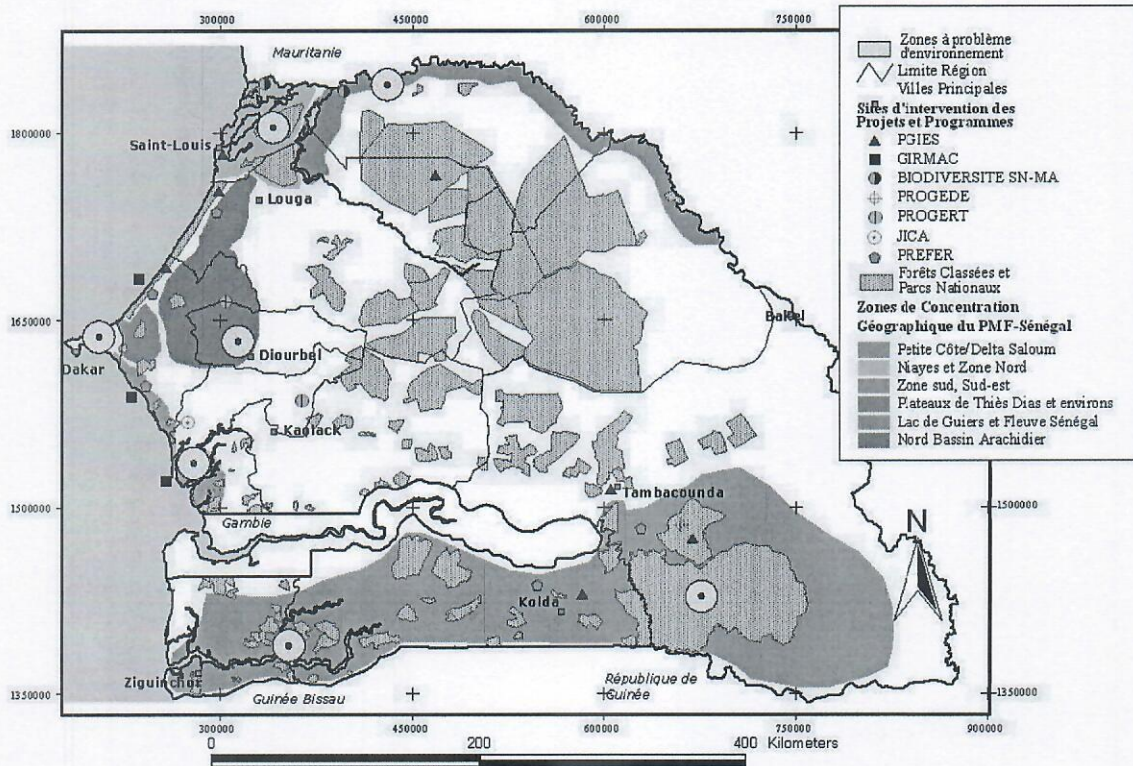 300000 450000 600000 750000
Mauritanie
1800000
Saint-Louis
Louga
1650000
Bakel
Dakar
Diourbel
Kaolack
1500000
Tambacounda
1500000
Gambie
N
Kolda
Ziguinchor
1350000
Guinée Bissau
République de
Guinée
1350000
300000 450000 600000 750000 900000
0 200 400 Kilometers
Zones à problème
d'environnement
Limite Région
Villes Principales
Sites d'intervention des
Projets et Programmes
PGIES
GIRMAC
BIODIVERSITE SN-MA
PROGEDE
PROGERT
JICA
PREFER
Forêts Classées et
Parcs Nationaux
Zones de Concentration
Géographique du PMF-Sénégal
Petite Côte/Delta Saloum
Niayes et Zone Nord
Zone sud, Sud-est
Plateaux de Thiès Dias et environs
Lac de Guiers et Fleuve Sénégal
Nord Bassin Arachidier